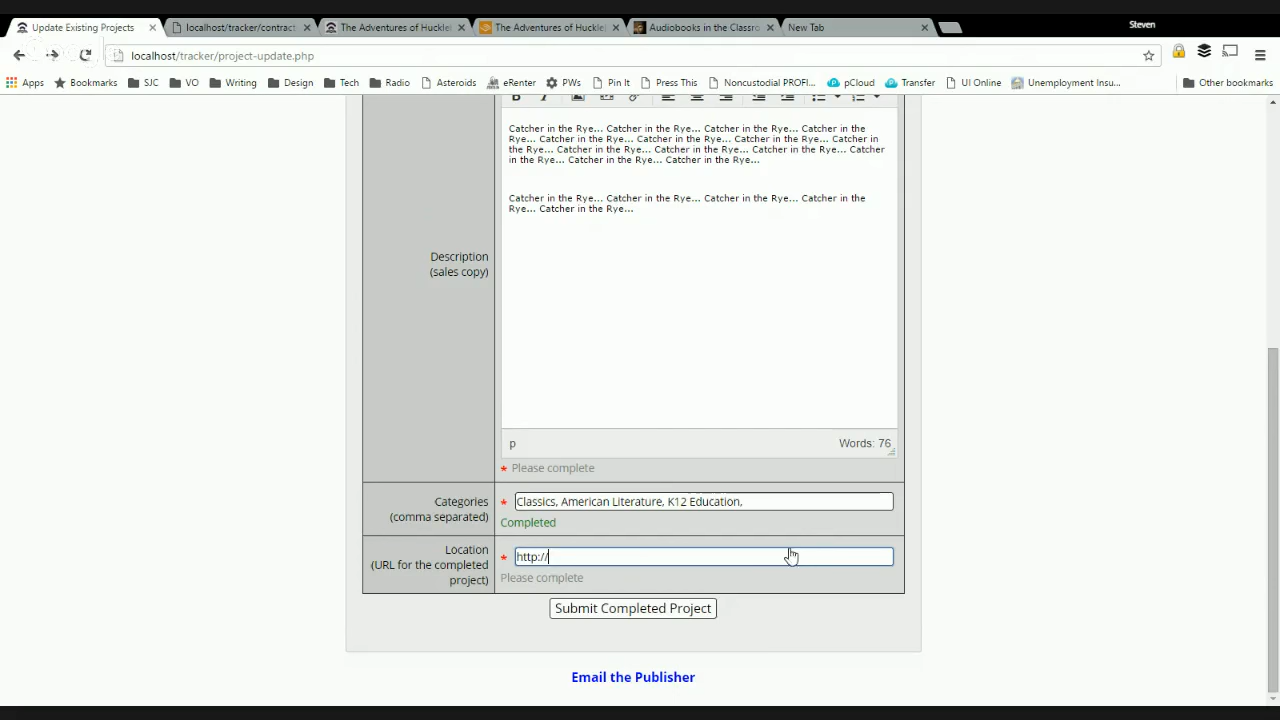 Steven
Update Existing Projects
localhost/tracker/contract
The Adventures of Huckle
The Adventures of Huckle
Audiobooks in the Classro
New Tab
localhost/tracker/project-update.php
Apps
Bookmarks
SJC
VO
Writing
Design
Tech
Radio
Asteroids
eRenter
PWs
Pin It
Press This
Noncustodial PROFI...
pCloud
Transfer
UI Online
Unemployment Insu...
Other bookmarks
Catcher in the Rye... Catcher in the Rye... Catcher in the Rye... Catcher in the
Rye... Catcher in the Rye... Catcher in the Rye... Catcher in the Rye... Catcher in
the Rye... Catcher in the Rye... Catcher in the Rye... Catcher in the Rye... Catcher
in the Rye... Catcher in the Rye... Catcher in the Rye...
Catcher in the Rye... Catcher in the Rye... Catcher in the Rye... Catcher in the
Rye... Catcher in the Rye...
Description
(sales copy)
p
Words: 76
* Please complete
Categories
(comma separated)
* Classics, American Literature, K12 Education,
Completed
Location
(URL for the completed
project)
* http://
Please complete
Submit Completed Project
Email the Publisher